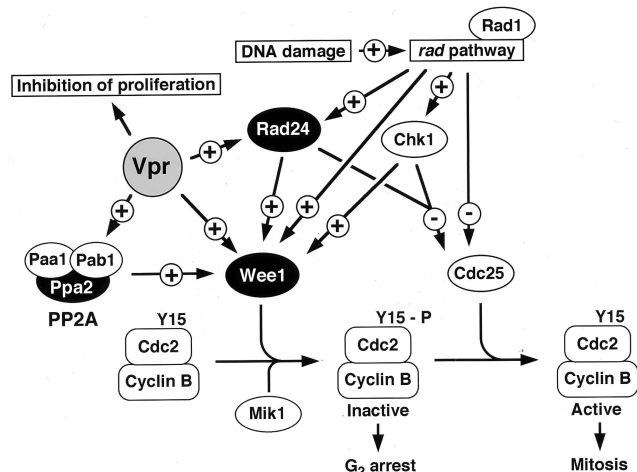 Rad1
DNA damage + rad pathway
Inhibition of proliferation
+ +
Rad24 Chk1
Vpr +
+ + + + + - -
Paa1 Pab1
Ppa2 + Wee1 Cdc25
PP2A
Y15 Y15 - P Y15
Cdc2 Cdc2 Cdc2
Cyclin B Cyclin B Cyclin B
Mik1 Inactive Active
G2 arrest Mitosis